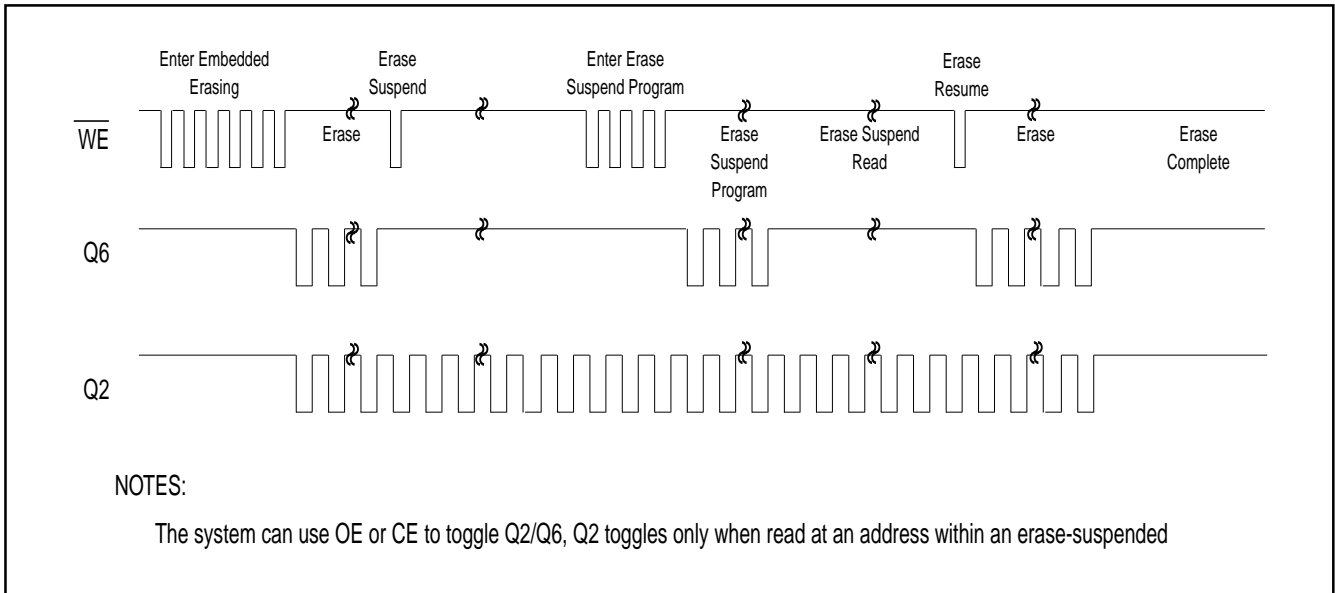 Enter Embedded
Erasing
Erase
Suspend
Enter Erase
Suspend Program
Erase
Resume
WE
Erase
Erase
Suspend
Program
Erase Suspend
Read
Erase
Erase
Complete
Q6
Q2
NOTES:
The system can use OE or CE to toggle Q2/Q6, Q2 toggles only when read at an address within an erase-suspended